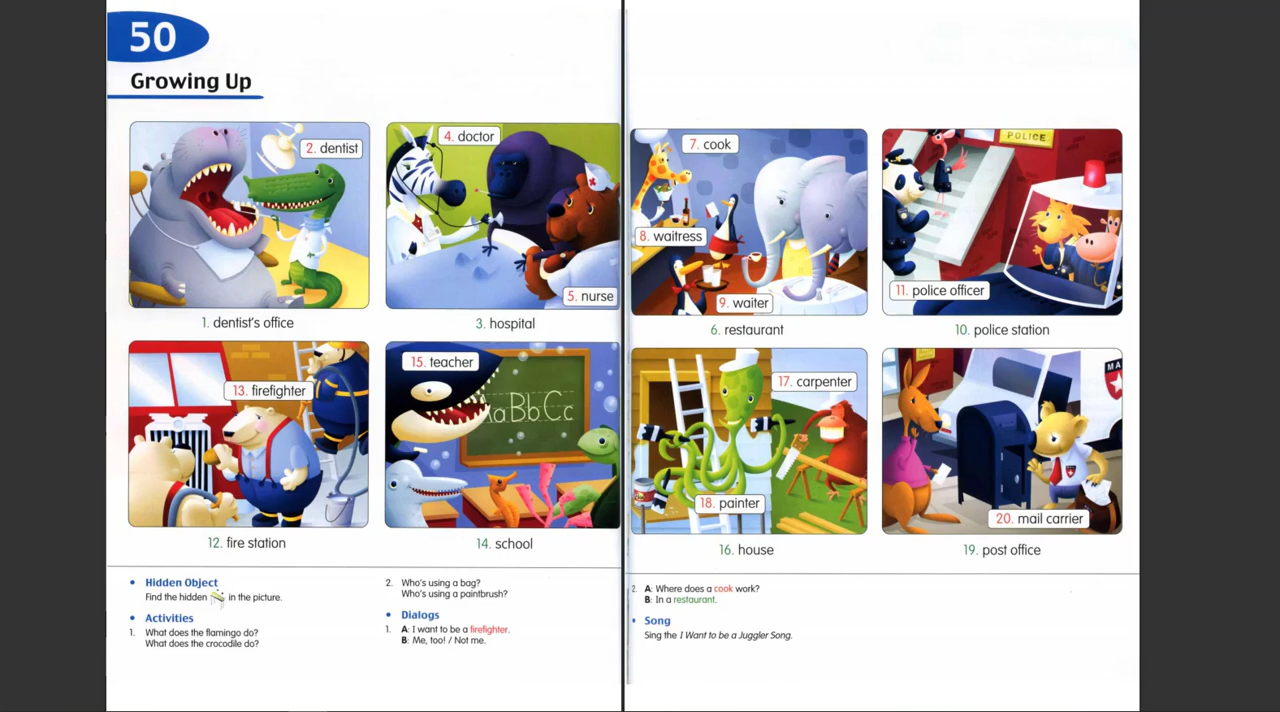 50
Growing Up
2. dentist
1. dentist's office
4. doctor
5. nurse
3. hospital
7. cook
8. waitress
9. waiter
6. restaurant
POLICE
11. police officer
10. police station
13. firefighter
12. fire station
15. teacher
Aa Bb Cc
14. school
17. carpenter
18. painter
16. house
MA
20. mail carrier
19. post office
• Hidden Object
Find the hidden in the picture.
• Activities
1. What does the flamingo do?
What does the crocodile do?
2. Who's using a bag?
Who's using a paintbrush?
• Dialogs
1. A: I want to be a firefighter.
B: Me, too! / Not me.
2. A: Where does a cook work?
B: In a restaurant.
• Song
Sing the I Want to be a Juggler Song.